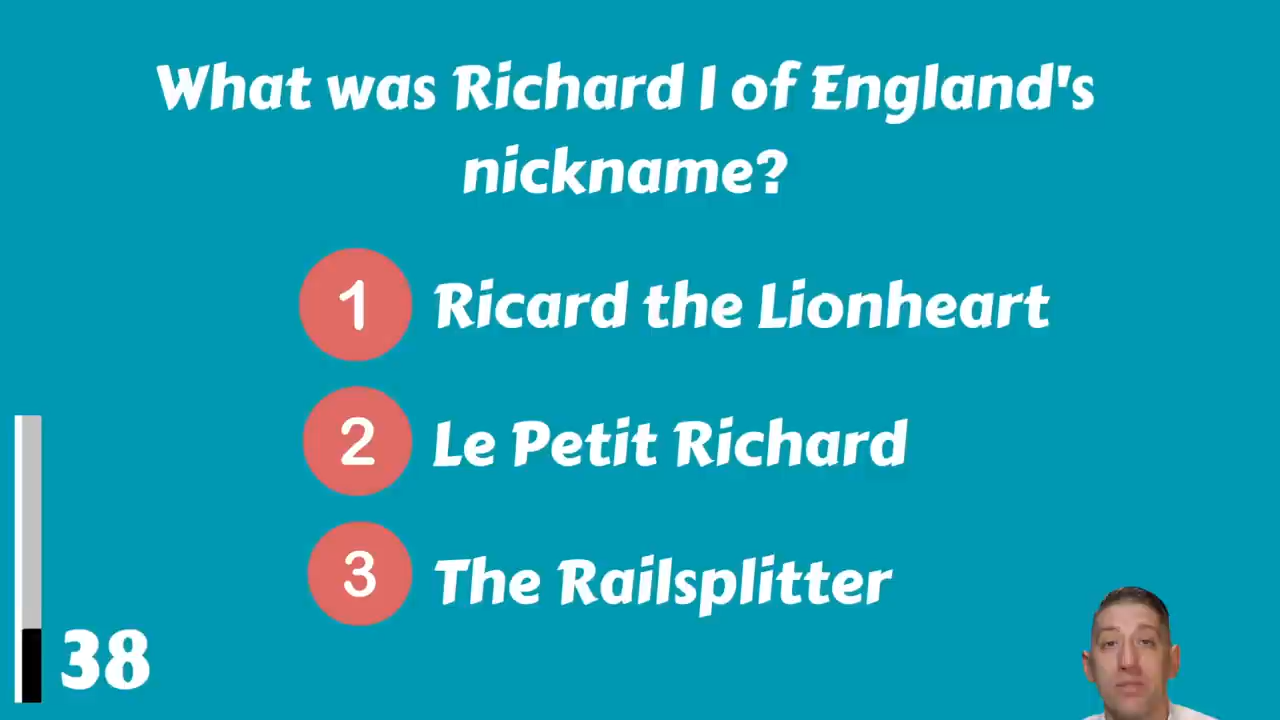 What was Richard I of England's
nickname?
1 Ricard the Lionheart
2 Le Petit Richard
3 The Railsplitter
38